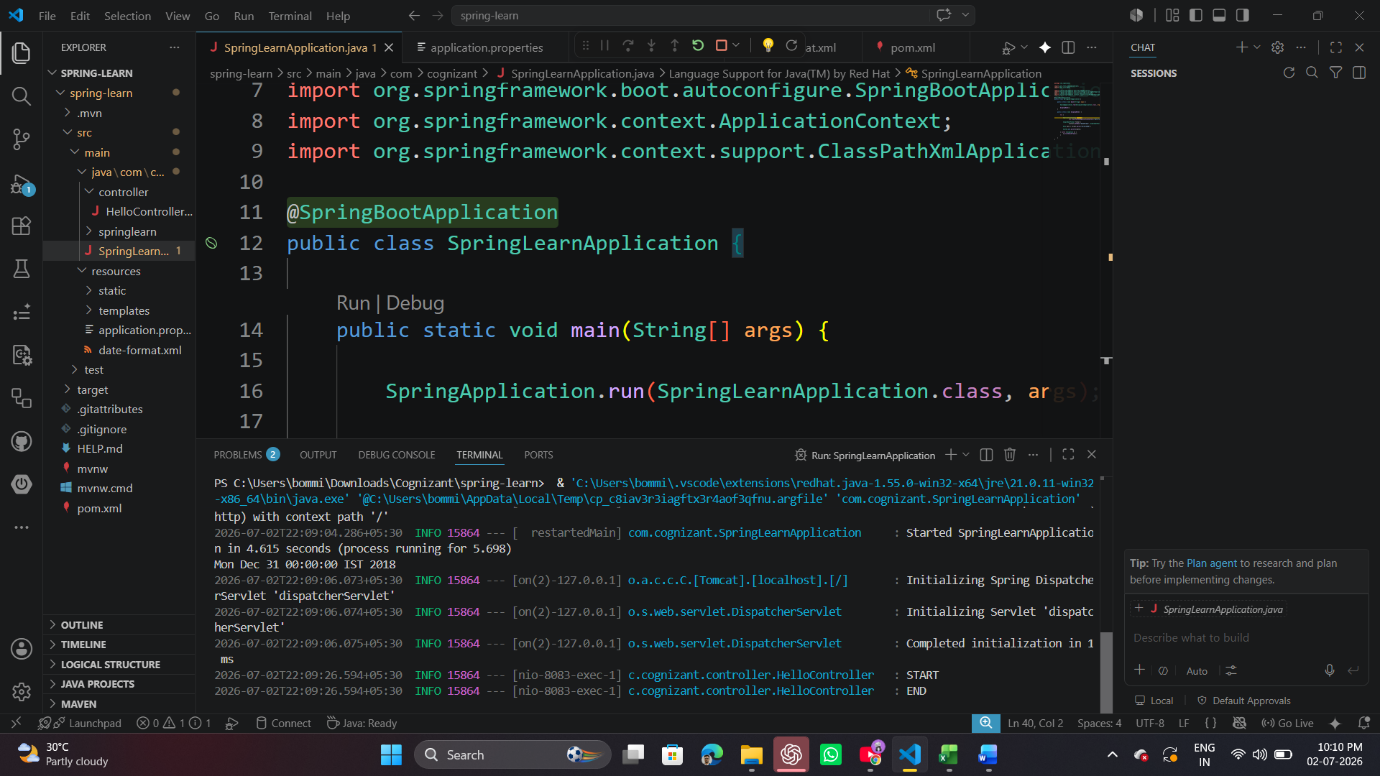 File Edit Selection View Go Run Terminal Help
spring-learn
EXPLORER
SPRING-LEARN
spring-learn
.mvn
src
main
java\com\c...
controller
HelloController...
springlearn
SpringLearn... 1
resources
static
templates
application.prop...
date-format.xml
test
target
.gitattributes
.gitignore
HELP.md
mvnw
mvnw.cmd
pom.xml
OUTLINE
TIMELINE
LOGICAL STRUCTURE
JAVA PROJECTS
MAVEN
1
SpringLearnApplication.java 1
application.properties
at.xml
pom.xml
spring-learn > src > main > java > com > cognizant > SpringLearnApplication.java > Language Support for Java(TM) by Red Hat > SpringLearnApplication
7 import org.springframework.boot.autoconfigure.SpringBootApplic
8 import org.springframework.context.ApplicationContext;
9 import org.springframework.context.support.ClassPathXmlApplication
10
11 @SpringBootApplication
12 public class SpringLearnApplication {
13
Run | Debug
14 public static void main(String[] args) {
15
16 SpringApplication.run(SpringLearnApplication.class, args);
17
PROBLEMS 2 OUTPUT DEBUG CONSOLE TERMINAL PORTS
Run: SpringLearnApplication
PS C:\Users\bommi\Downloads\Cognizant\spring-learn> & 'C:\Users\bommi\.vscode\extensions\redhat.java-1.55.0-win32-x64\jre\21.0.11-win32
-x86_64\bin\java.exe' '@C:\Users\bommi\AppData\Local\Temp\cp_c8iav3r3iagftx3r4aof3qfnu.argfile' 'com.cognizant.SpringLearnApplication'
http) with context path '/'
2026-07-02T22:09:04.286+05:30 INFO 15864 --- [ restartedMain] com.cognizant.SpringLearnApplication : Started SpringLearnApplicatio
n in 4.615 seconds (process running for 5.698)
Mon Dec 31 00:00:00 IST 2018
2026-07-02T22:09:06.073+05:30 INFO 15864 --- [on(2)-127.0.0.1] o.a.c.c.C.[Tomcat].[localhost].[/] : Initializing Spring Dispatche
rServlet 'dispatcherServlet'
2026-07-02T22:09:06.074+05:30 INFO 15864 --- [on(2)-127.0.0.1] o.s.web.servlet.DispatcherServlet : Initializing Servlet 'dispatc
herServlet'
2026-07-02T22:09:06.075+05:30 INFO 15864 --- [on(2)-127.0.0.1] o.s.web.servlet.DispatcherServlet : Completed initialization in 1
ms
2026-07-02T22:09:26.594+05:30 INFO 15864 --- [nio-8083-exec-1] c.cognizant.controller.HelloController : START
2026-07-02T22:09:26.594+05:30 INFO 15864 --- [nio-8083-exec-1] c.cognizant.controller.HelloController : END
CHAT
SESSIONS
Tip: Try the Plan agent to research and plan
before implementing changes.
SpringLearnApplication.java
Describe what to build
Auto
Local Default Approvals
Launchpad 0 1 1 Connect Java: Ready
Ln 40, Col 2 Spaces: 4 UTF-8 LF { } Go Live
30°C
Partly cloudy
Search
ENG
IN
10:10 PM
02-07-2026